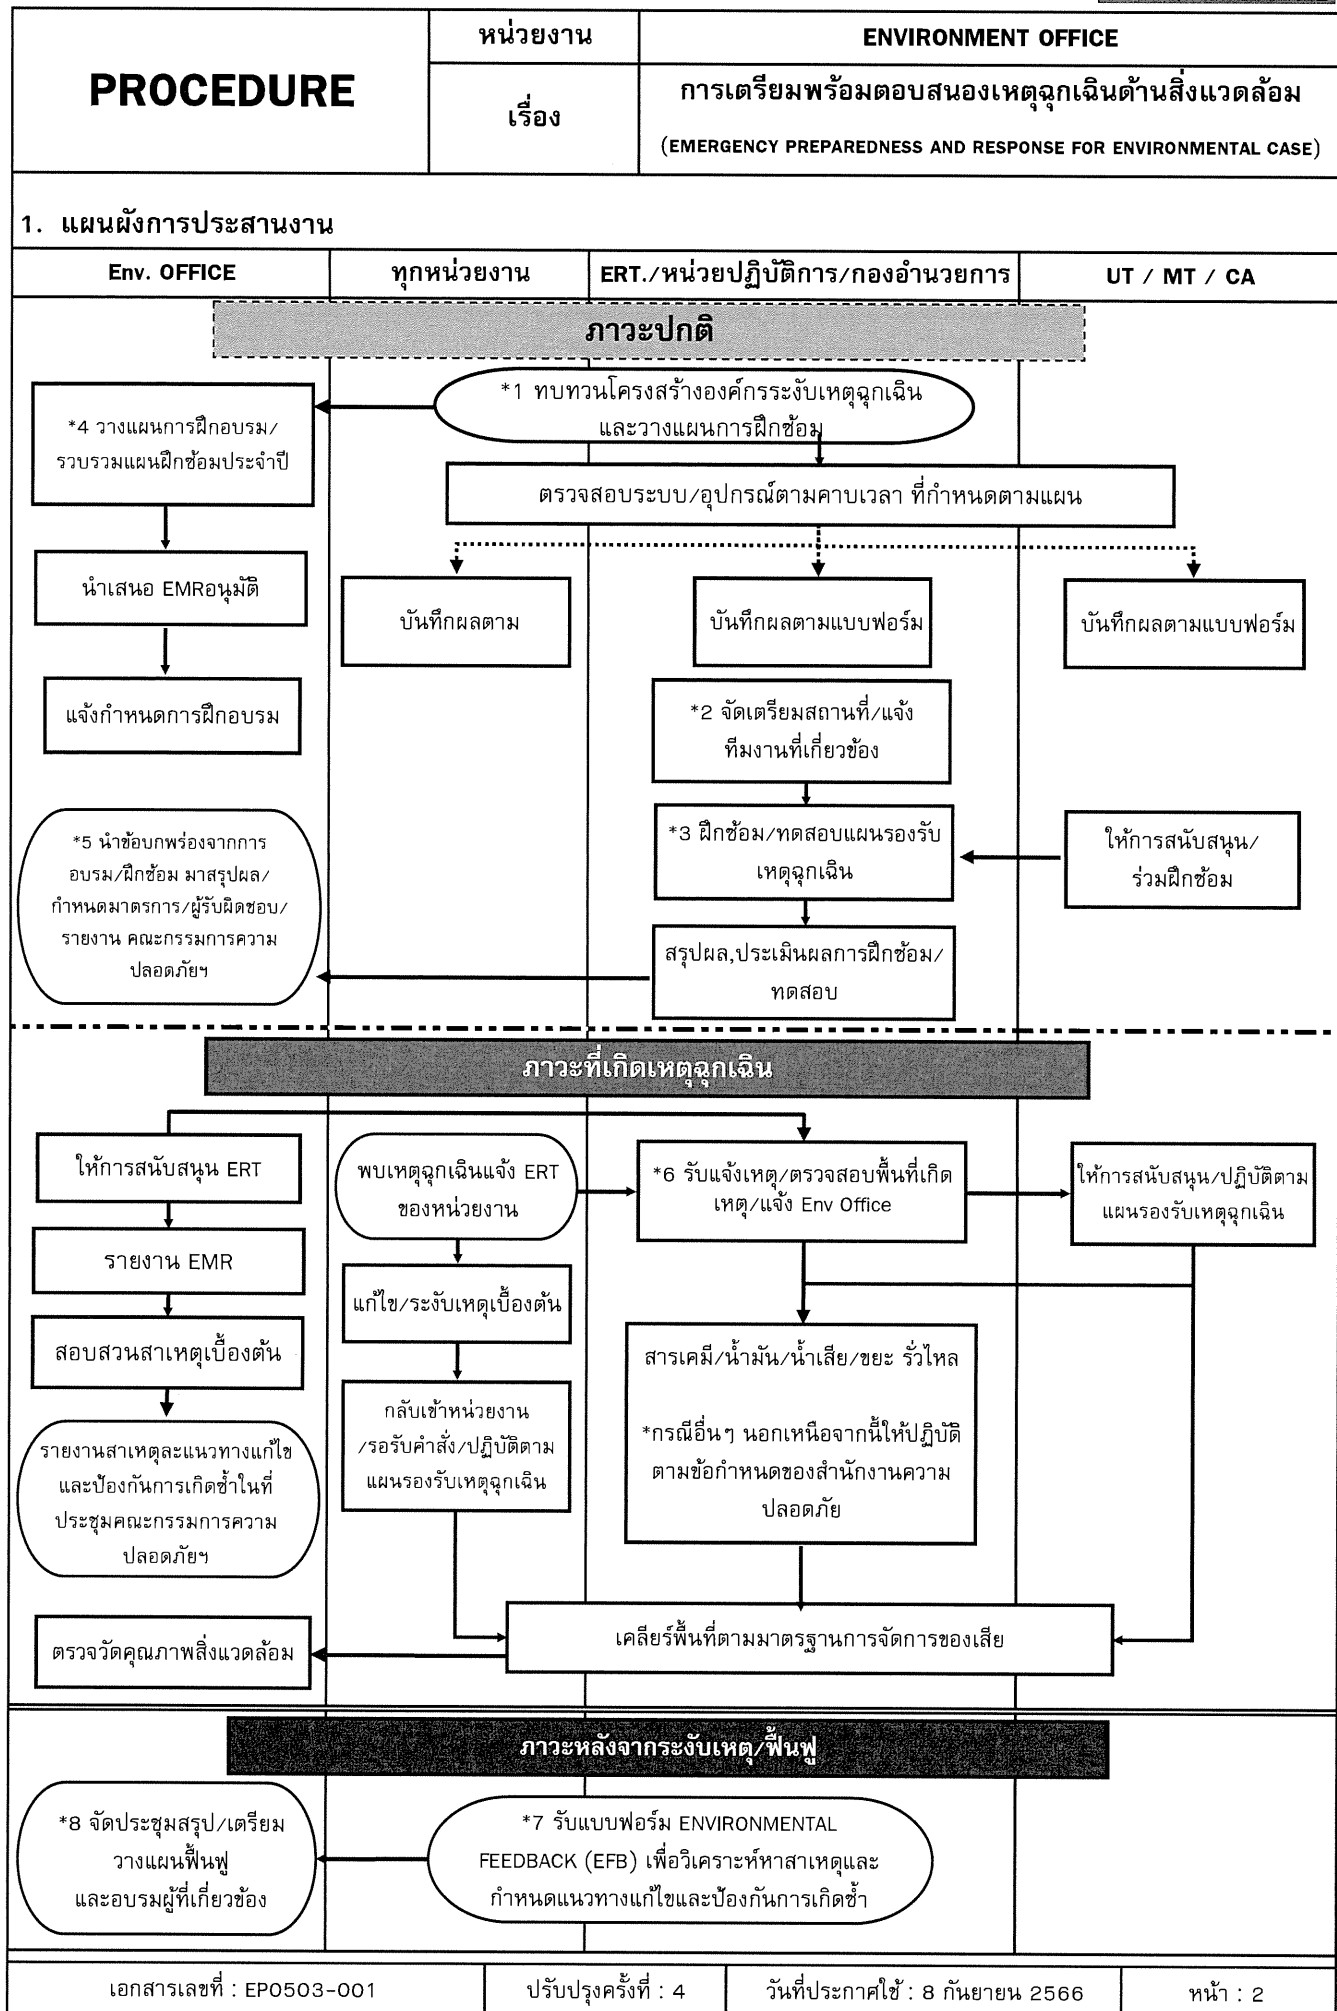 PROCEDURE
หน่วยงาน
ENVIRONMENT OFFICE
เรื่อง
การเตรียมพร้อมตอบสนองเหตุฉุกเฉินด้านสิ่งแวดล้อม
(EMERGENCY PREPAREDNESS AND RESPONSE FOR ENVIRONMENTAL CASE)
1. แผนผังการประสานงาน
Env. OFFICE
ทุกหน่วยงาน
ERT./หน่วยปฏิบัติการ/กองอำนวยการ
UT / MT / CA
ภาวะปกติ
*1 ทบทวนโครงสร้างองค์กรระงับเหตุฉุกเฉิน
และวางแผนการฝึกซ้อม
*4 วางแผนการฝึกอบรม/
รวบรวมแผนฝึกซ้อมประจำปี
ตรวจสอบระบบ/อุปกรณ์ตามคาบเวลา ที่กำหนดตามแผน
นำเสนอ EMRอนุมัติ
บันทึกผลตาม
บันทึกผลตามแบบฟอร์ม
บันทึกผลตามแบบฟอร์ม
แจ้งกำหนดการฝึกอบรม
*2 จัดเตรียมสถานที่/แจ้ง
ทีมงานที่เกี่ยวข้อง
*3 ฝึกซ้อม/ทดสอบแผนรองรับ
เหตุฉุกเฉิน
ให้การสนับสนุน/
ร่วมฝึกซ้อม
*5 นำข้อบกพร่องจากการ
อบรม/ฝึกซ้อม มาสรุปผล/
กำหนดมาตรการ/ผู้รับผิดชอบ/
รายงาน คณะกรรมการความ
ปลอดภัยฯ
สรุปผล,ประเมินผลการฝึกซ้อม/
ทดสอบ
ภาวะที่เกิดเหตุฉุกเฉิน
ให้การสนับสนุน ERT
พบเหตุฉุกเฉินแจ้ง ERT
ของหน่วยงาน
*6 รับแจ้งเหตุ/ตรวจสอบพื้นที่เกิด
เหตุ/แจ้ง Env Office
ให้การสนับสนุน/ปฏิบัติตาม
แผนรองรับเหตุฉุกเฉิน
รายงาน EMR
แก้ไข/ระงับเหตุเบื้องต้น
สอบสวนสาเหตุเบื้องต้น
สารเคมี/น้ำมัน/น้ำเสีย/ขยะ รั่วไหล
*กรณีอื่นๆ นอกเหนือจากนี้ให้ปฏิบัติ
ตามข้อกำหนดของสำนักงานความ
ปลอดภัย
กลับเข้าหน่วยงาน
/รอรับคำสั่ง/ปฏิบัติตาม
แผนรองรับเหตุฉุกเฉิน
รายงานสาเหตุละแนวทางแก้ไข
และป้องกันการเกิดซ้ำในที่
ประชุมคณะกรรมการความ
ปลอดภัยฯ
เคลียร์พื้นที่ตามมาตรฐานการจัดการของเสีย
ตรวจวัดคุณภาพสิ่งแวดล้อม
ภาวะหลังจากระงับเหตุ/ฟื้นฟู
*8 จัดประชุมสรุป/เตรียม
วางแผนฟื้นฟู
และอบรมผู้ที่เกี่ยวข้อง
*7 รับแบบฟอร์ม ENVIRONMENTAL
FEEDBACK (EFB) เพื่อวิเคราะห์หาสาเหตุและ
กำหนดแนวทางแก้ไขและป้องกันการเกิดซ้ำ
เอกสารเลขที่ : EP0503-001
ปรับปรุงครั้งที่ : 4
วันที่ประกาศใช้ : 8 กันยายน 2566
หน้า : 2